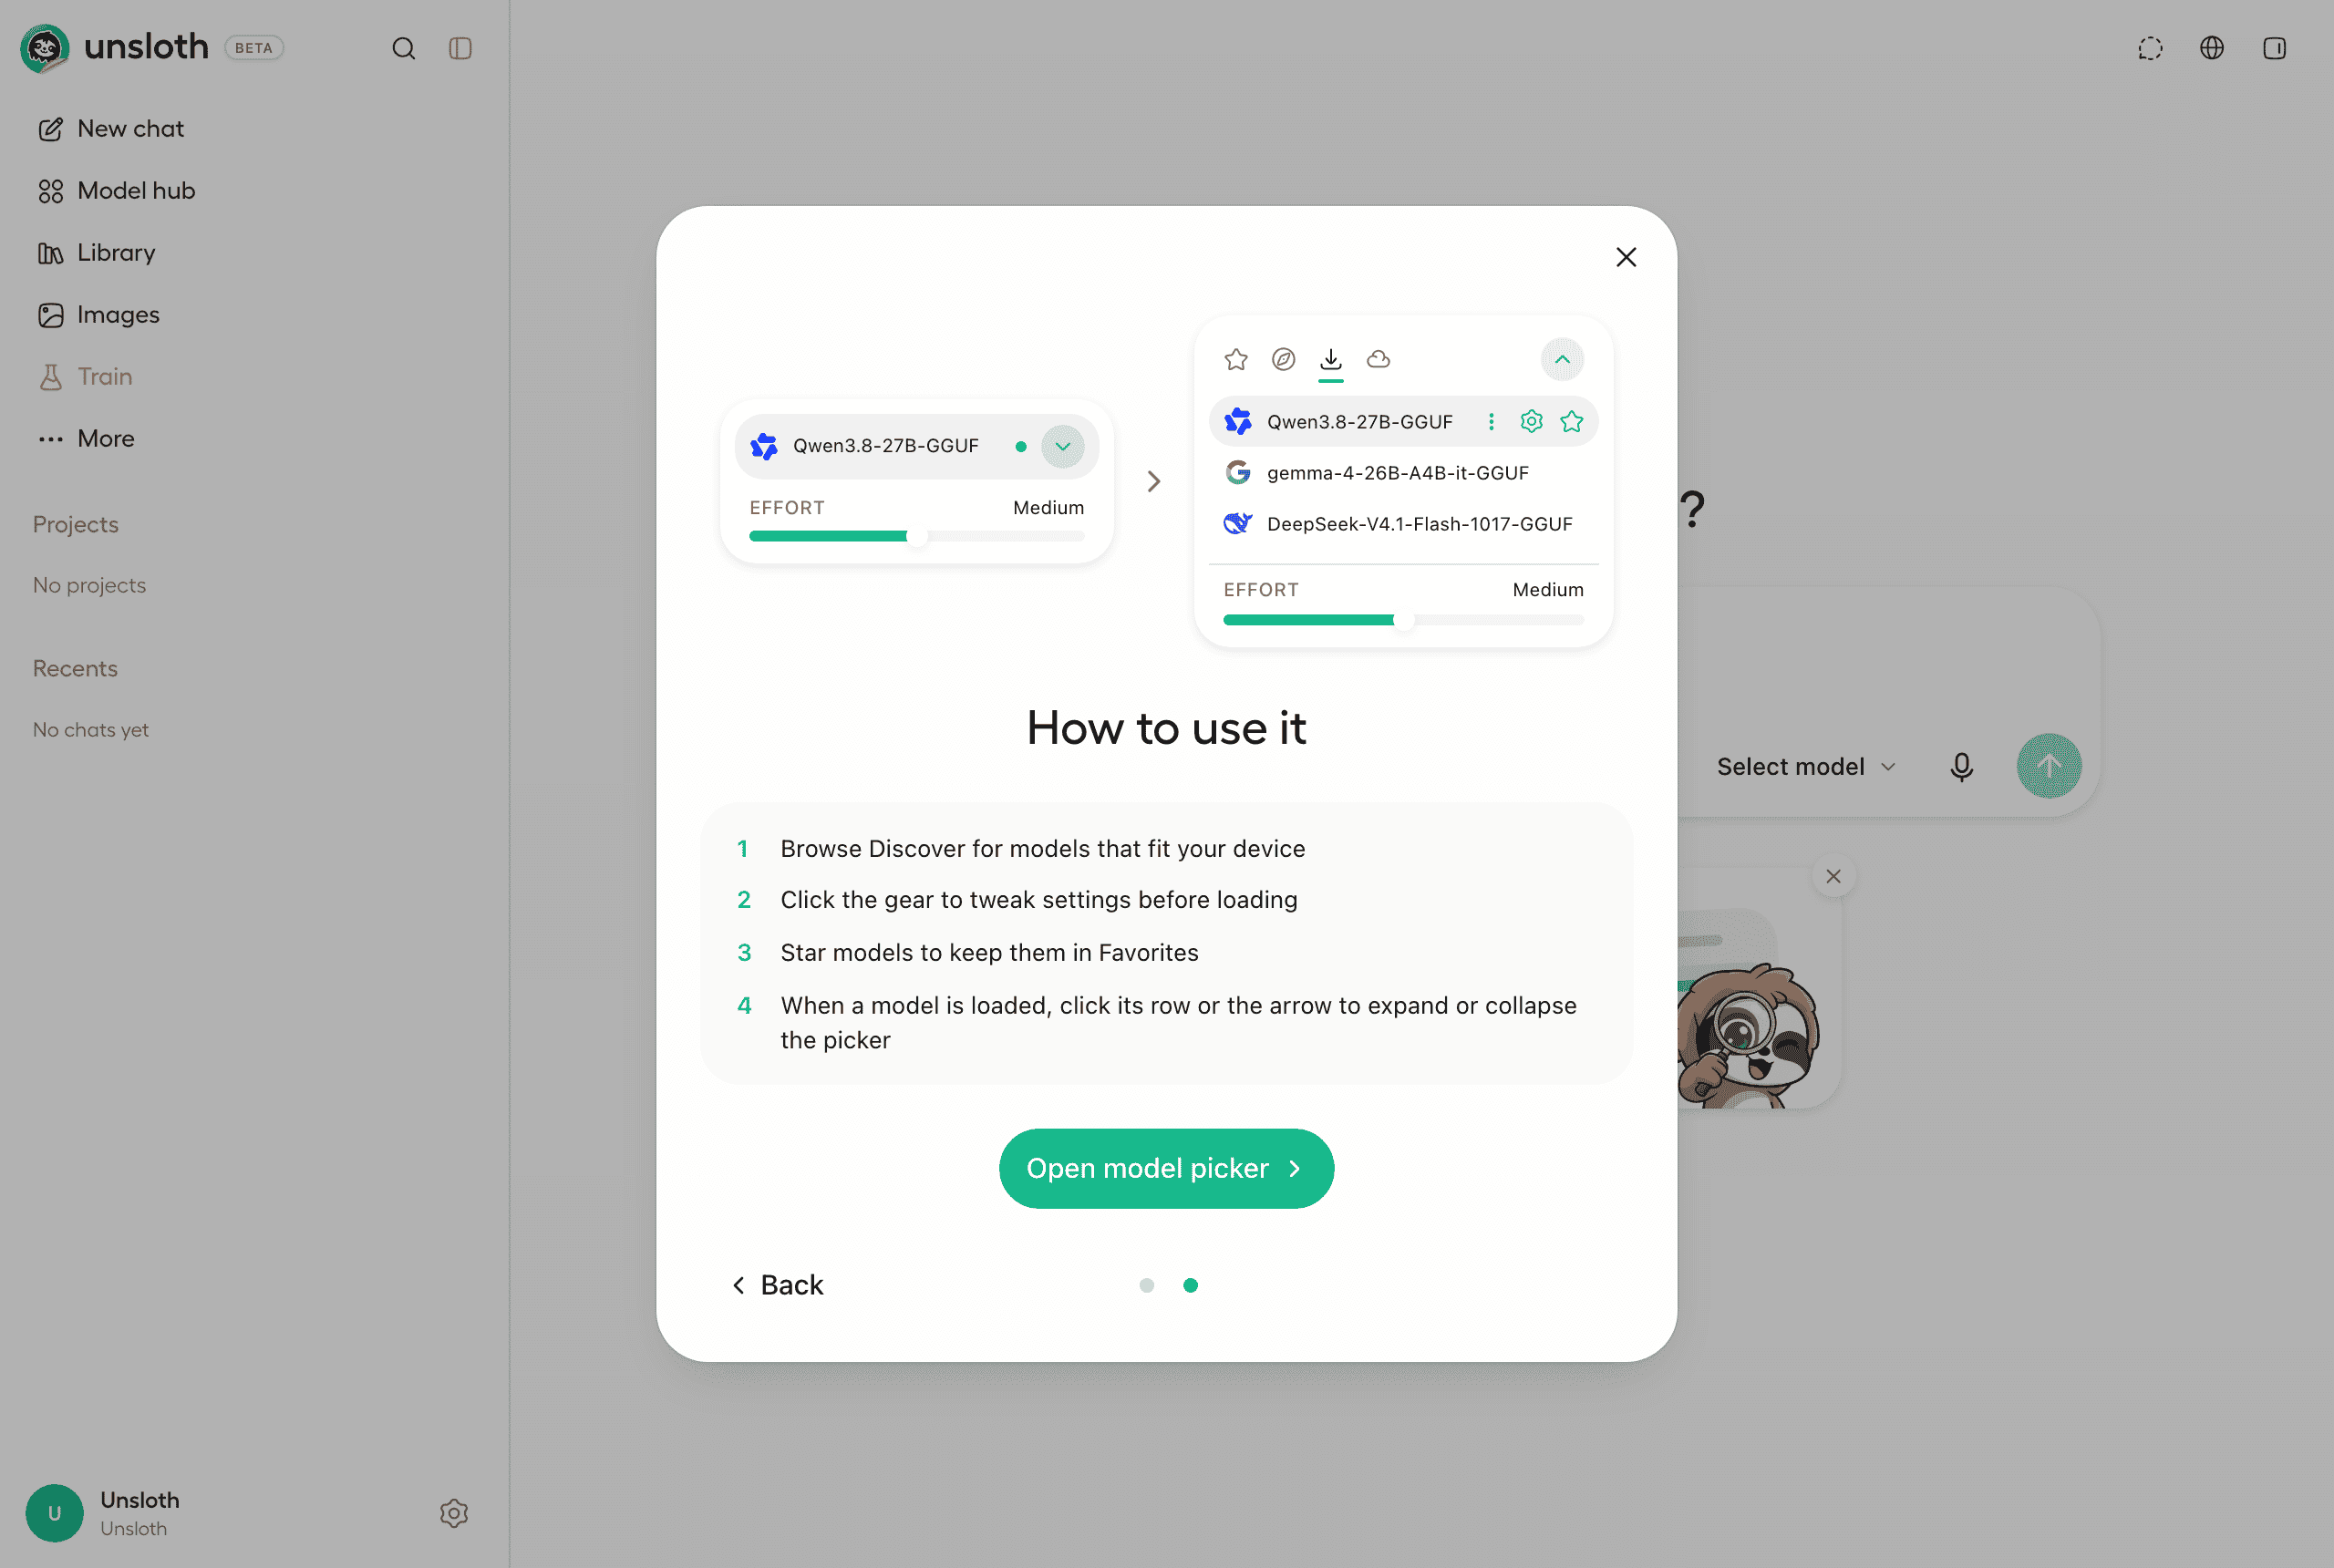 unsloth BETA
New chat
Model hub
Library
Images
Train
More
Projects
No projects
Recents
No chats yet
Unsloth
Unsloth
U
Qwen3.8-27B-GGUF
EFFORT Medium
Qwen3.8-27B-GGUF
gemma-4-26B-A4B-it-GGUF
DeepSeek-V4.1-Flash-1017-GGUF
EFFORT Medium
How to use it
1 Browse Discover for models that fit your device
2 Click the gear to tweak settings before loading
3 Star models to keep them in Favorites
4 When a model is loaded, click its row or the arrow to expand or collapse
the picker
Open model picker
Back
?
Select model